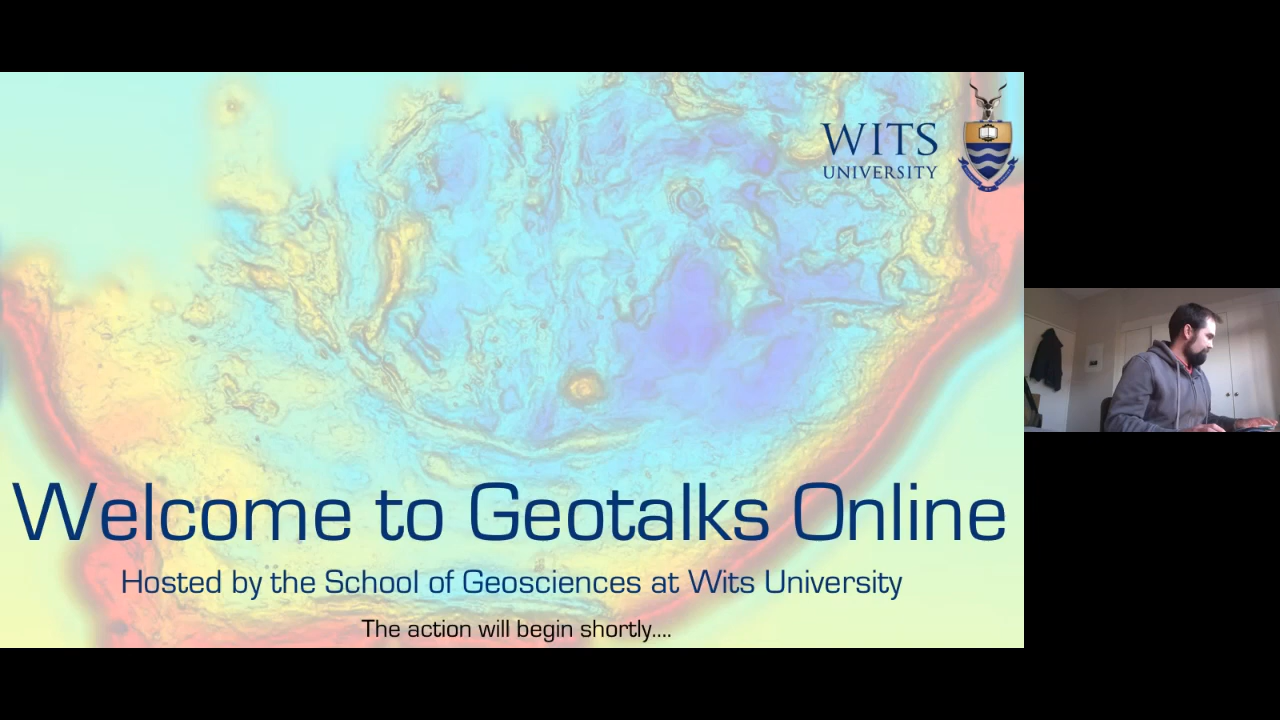 WITS
UNIVERSITY
Welcome to Geotalks Online
Hosted by the School of Geosciences at Wits University
The action will begin shortly....